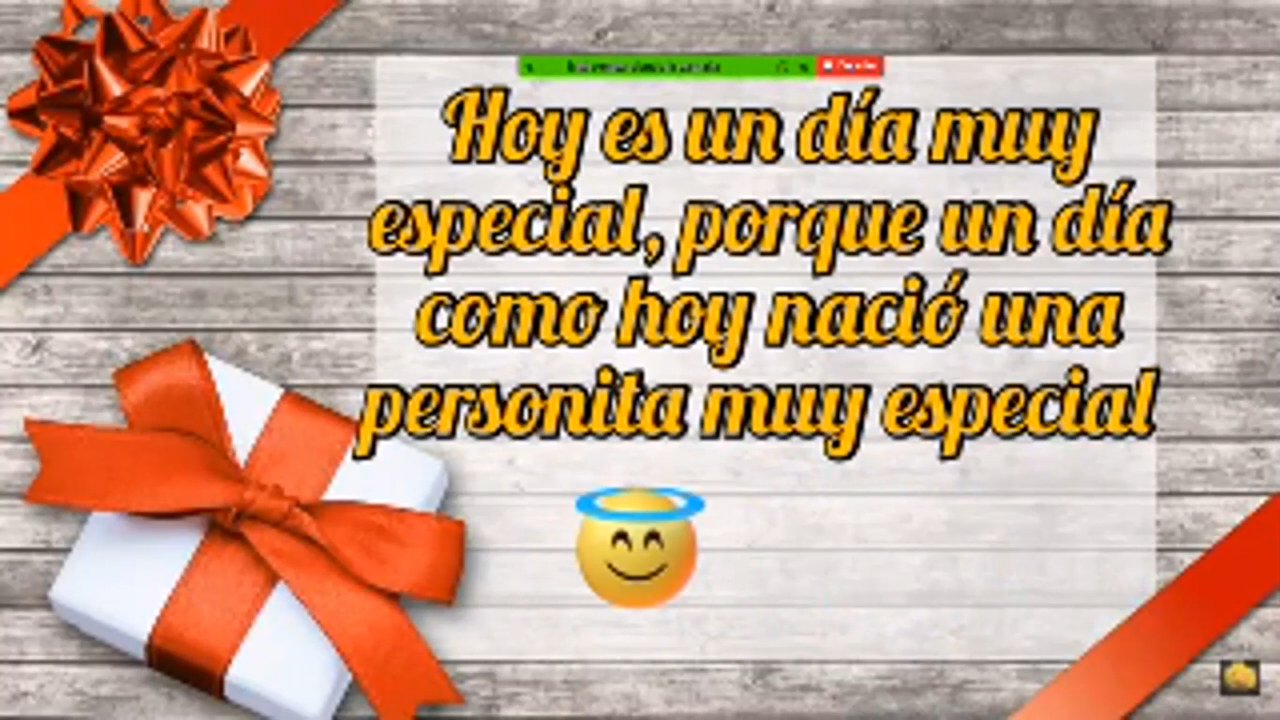 Hoy es un día muy
especial, porque un día
como hoy nació una
personita muy especial